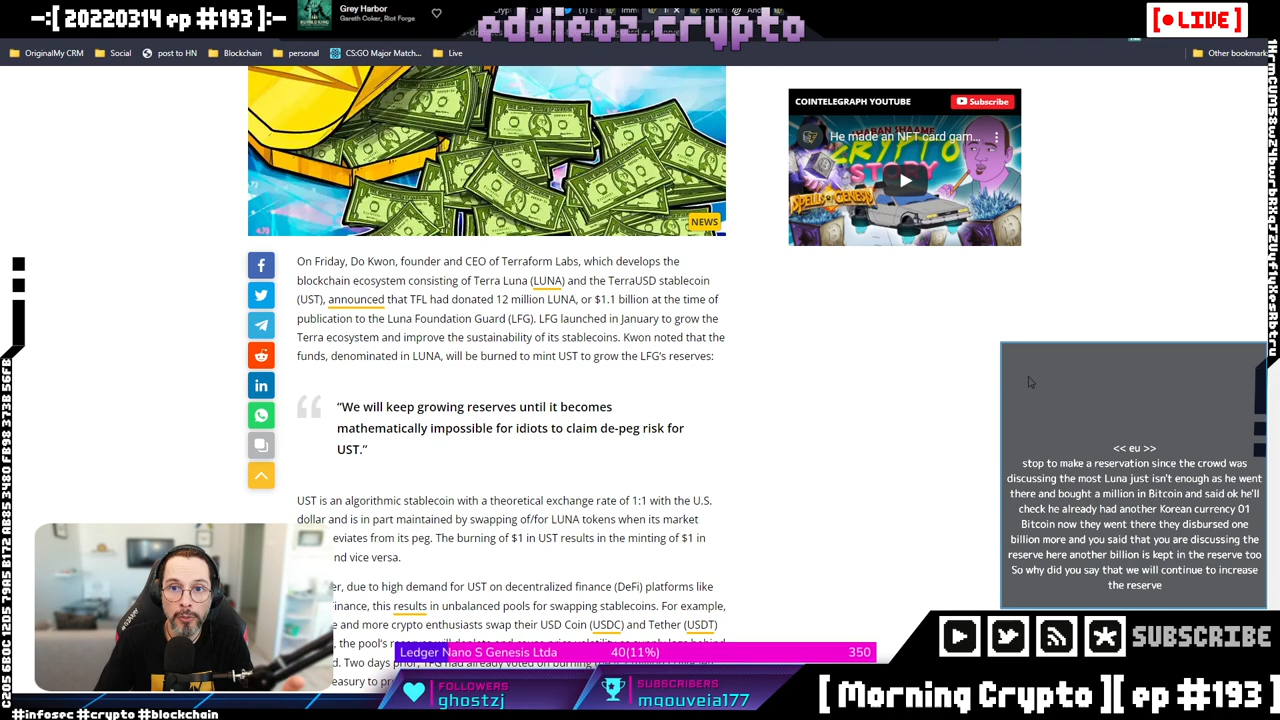 -:[ 20220314 ep #193]:-
Grey Harbor
Gareth Coker, Riot Forge
eddieoz.crypto
[ LIVE ]
OriginalMy CRM
Social
post to HN
Blockchain
personal
CS:GO Major Match...
Live
Other bookmark
COINTELEGRAPH YOUTUBE
Subscribe
He made an NFT card gam...
CRYPTO
STORY
SPELLS OF GENESIS
NEWS
On Friday, Do Kwon, founder and CEO of Terraform Labs, which develops the
blockchain ecosystem consisting of Terra Luna (LUNA) and the TerraUSD stablecoin
(UST), announced that TFL had donated 12 million LUNA, or $1.1 billion at the time of
publication to the Luna Foundation Guard (LFG). LFG launched in January to grow the
Terra ecosystem and improve the sustainability of its stablecoins. Kwon noted that the
funds, denominated in LUNA, will be burned to mint UST to grow the LFG's reserves:
“We will keep growing reserves until it becomes
mathematically impossible for idiots to claim de-peg risk for
UST.”
UST is an algorithmic stablecoin with a theoretical exchange rate of 1:1 with the U.S.
dollar and is in part maintained by swapping of/for LUNA tokens when its market
eviates from its peg. The burning of $1 in UST results in the minting of $1 in
nd vice versa.
er, due to high demand for UST on decentralized finance (DeFi) platforms like
inance, this results in unbalanced pools for swapping stablecoins. For example,
e and more crypto enthusiasts swap their USD Coin (USDC) and Tether (USDT)
<< eu >>
stop to make a reservation since the crowd was
discussing the most Luna just isn't enough as he went
there and bought a million in Bitcoin and said ok he'll
check he already had another Korean currency 01
Bitcoin now they went there they disbursed one
billion more and you said that you are discussing the
reserve here another billion is kept in the reserve too
So why did you say that we will continue to increase
the reserve
Ledger Nano S Genesis Ltda 40(11%) 350
FOLLOWERS
ghostzj
SUBSCRIBERS
mgouveia177
SUBSCRIBE
[ Morning Crypto ][ ep #193 ]
#infosec #crypto #blockchain